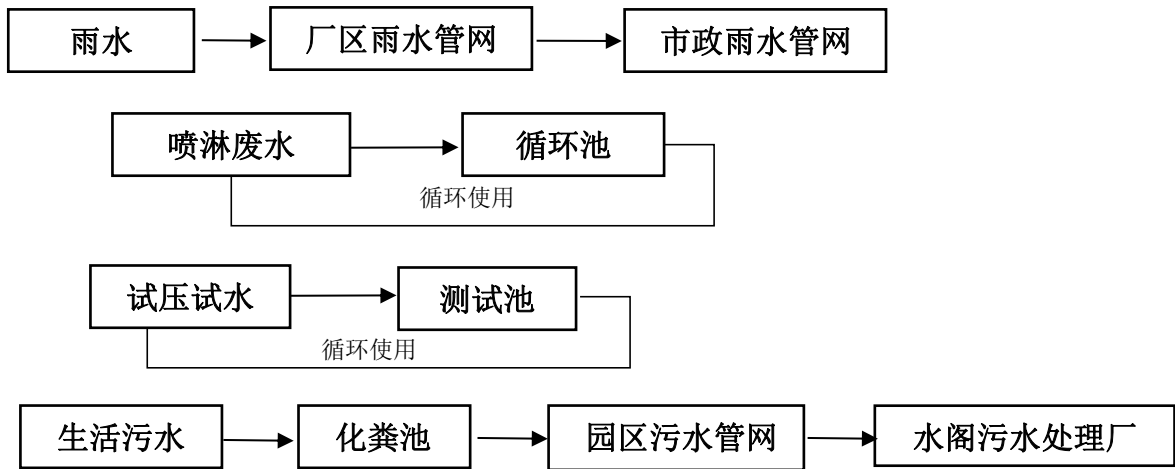 雨水 厂区雨水管网 市政雨水管网
喷淋废水 循环池
循环使用
试压试水 测试池
循环使用
生活污水 化粪池 园区污水管网 水阁污水处理厂